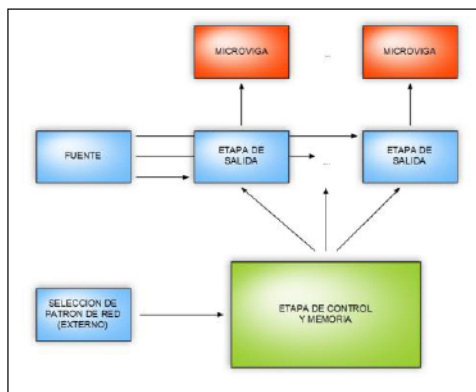 MICROVIGA
...
MICROVIGA
FUENTE
ETAPA DE
SALIDA
...
ETAPA DE
SALIDA
SELECCION DE
PATRON DE RED
(EXTERNO)
ETAPA DE CONTROL
Y MEMORIA